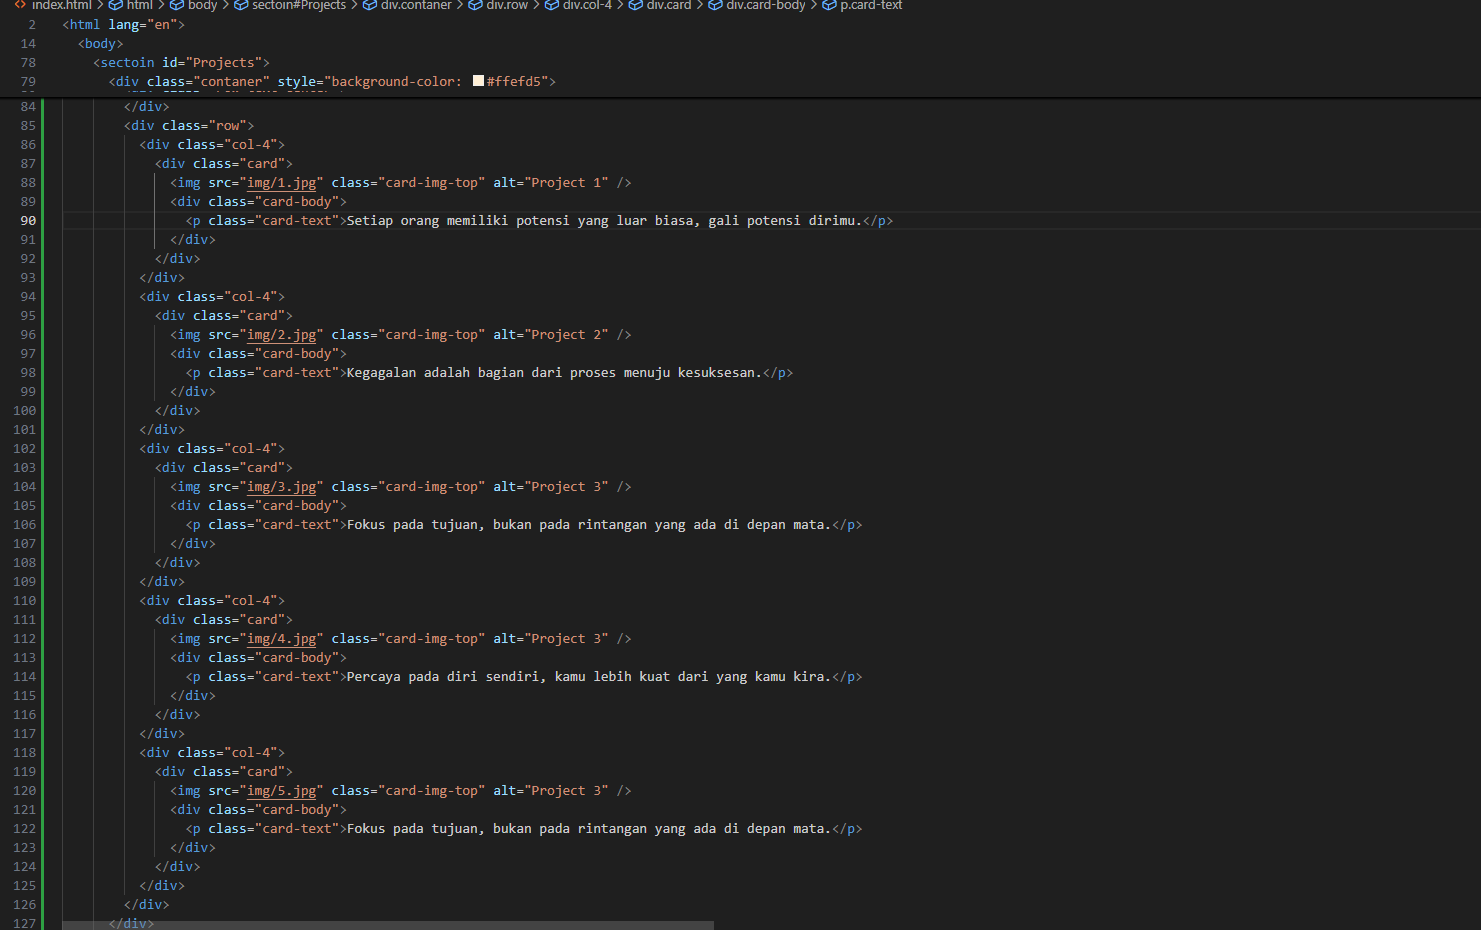 index.html > html > body > sectoin#Projects > div.contaner > div.row > div.col-4 > div.card > div.card-body > p.card-text
2 <html lang="en">
14 <body>
78 <sectoin id="Projects">
79 <div class="contaner" style="background-color: #ffefd5">
84 </div>
85 <div class="row">
86 <div class="col-4">
87 <div class="card">
88 <img src="img/1.jpg" class="card-img-top" alt="Project 1" />
89 <div class="card-body">
90 <p class="card-text">Setiap orang memiliki potensi yang luar biasa, gali potensi dirimu.</p>
91 </div>
92 </div>
93 </div>
94 <div class="col-4">
95 <div class="card">
96 <img src="img/2.jpg" class="card-img-top" alt="Project 2" />
97 <div class="card-body">
98 <p class="card-text">Kegagalan adalah bagian dari proses menuju kesuksesan.</p>
99 </div>
100 </div>
101 </div>
102 <div class="col-4">
103 <div class="card">
104 <img src="img/3.jpg" class="card-img-top" alt="Project 3" />
105 <div class="card-body">
106 <p class="card-text">Fokus pada tujuan, bukan pada rintangan yang ada di depan mata.</p>
107 </div>
108 </div>
109 </div>
110 <div class="col-4">
111 <div class="card">
112 <img src="img/4.jpg" class="card-img-top" alt="Project 3" />
113 <div class="card-body">
114 <p class="card-text">Percaya pada diri sendiri, kamu lebih kuat dari yang kamu kira.</p>
115 </div>
116 </div>
117 </div>
118 <div class="col-4">
119 <div class="card">
120 <img src="img/5.jpg" class="card-img-top" alt="Project 3" />
121 <div class="card-body">
122 <p class="card-text">Fokus pada tujuan, bukan pada rintangan yang ada di depan mata.</p>
123 </div>
124 </div>
125 </div>
126 </div>
127 </div>